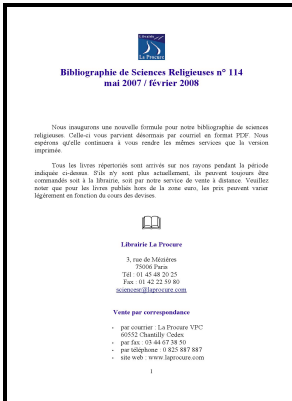 Librairie
La Procure
Bibliographie de Sciences Religieuses n° 114
mai 2007 / février 2008
Nous inaugurons une nouvelle formule pour notre bibliographie de sciences
religieuses. Celle-ci vous parvient désormais par courriel en format PDF. Nous
espérons qu'elle continuera à vous rendre les mêmes services que la version
imprimée.
Tous les livres répertoriés sont arrivés sur nos rayons pendant la période
indiquée ci-dessus. S'ils n'y sont plus actuellement, ils peuvent toujours être
commandés soit à la librairie, soit par notre service de vente à distance. Veuillez
noter que pour les livres publiés hors de la zone euro, les prix peuvent varier
légèrement en fonction du cours des devises.
Librairie La Procure
3, rue de Mézières
75006 Paris
Tél : 01 45 48 20 25
Fax : 01 42 22 59 80
sciencesr@laprocure.com
Vente par correspondance
- par courrier : La Procure VPC
60552 Chantilly Cedex
- par fax : 03 44 67 38 50
- par téléphone : 0 825 887 887
- site web : www.laprocure.com
1